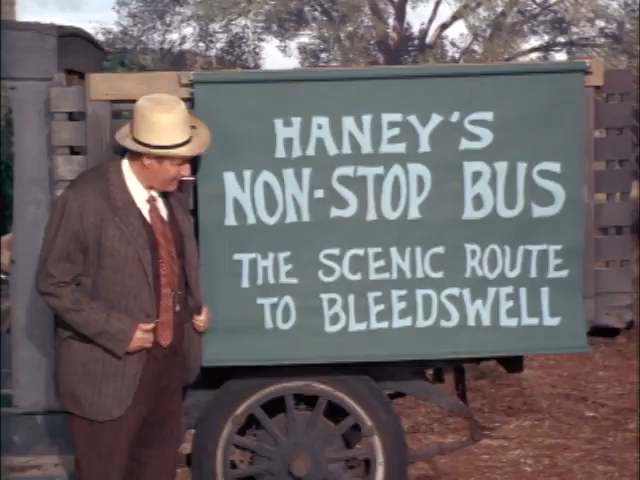 HANEY'S
NON-STOP BUS
THE SCENIC ROUTE
TO BLEEDSWELL